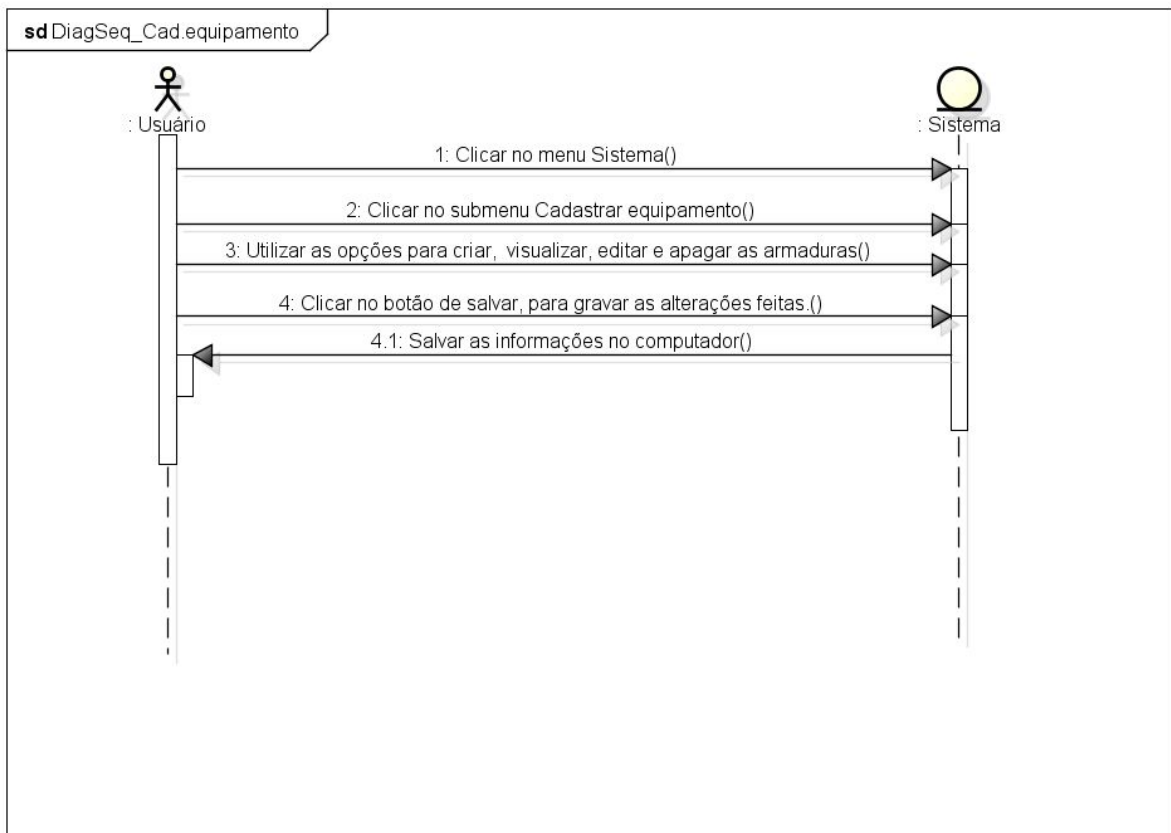 sd DiagSeq_Cad.equipamento
: Usuário
: Sistema
1: Clicar no menu Sistema()
2: Clicar no submenu Cadastrar equipamento()
3: Utilizar as opções para criar,  visualizar, editar e apagar as armaduras()
4: Clicar no botão de salvar, para gravar as alterações feitas.()
4.1: Salvar as informações no computador()